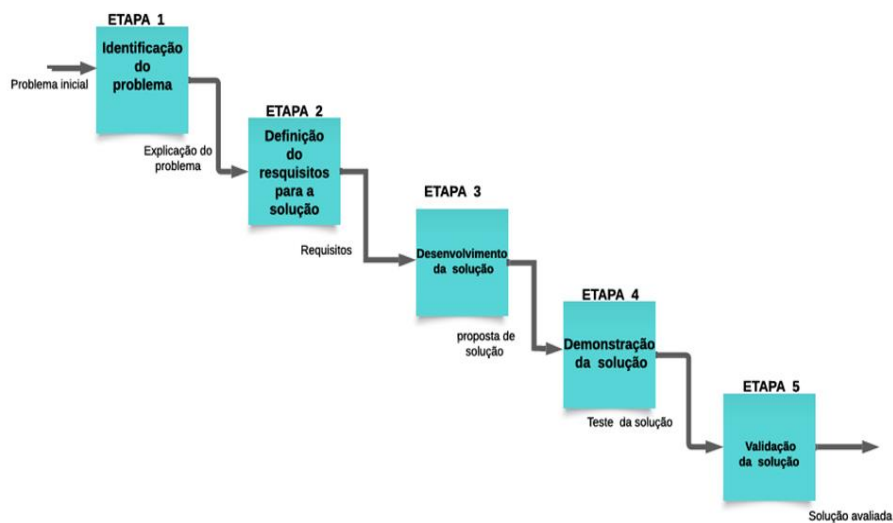 ETAPA 1
Identificação
do
problema
Problema inicial
Explicação do
problema
ETAPA 2
Definição
do
resquisitos
para a
solução
Requisitos
ETAPA 3
Desenvolvimento
da solução
proposta de
solução
ETAPA 4
Demonstração
da solução
Teste da solução
ETAPA 5
Validação
da solução
Solução avaliada